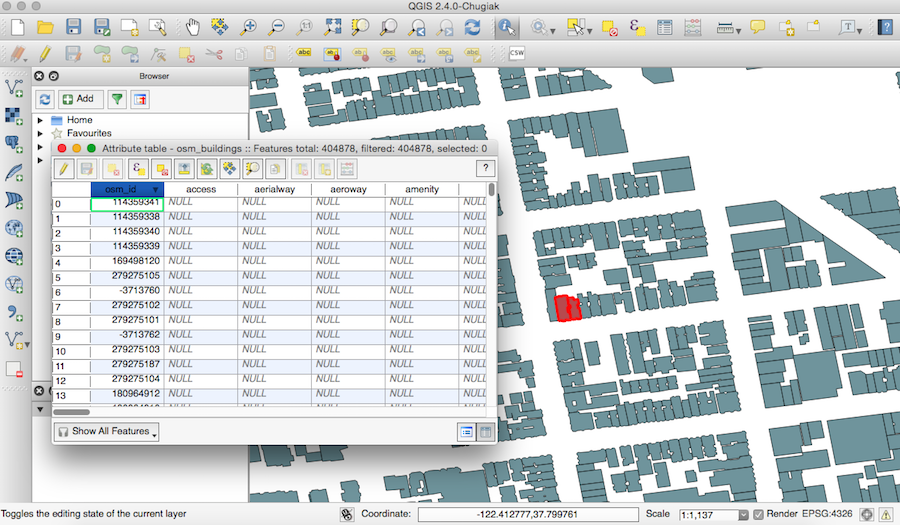 QGIS 2.4.0-Chugiak
abc ab abc abc abc abc CSW
Browser
Add
Home
Favourites
Attribute table - osm_buildings :: Features total: 404878, filtered: 404878, selected: 0
?
osm_id access aerialway aeroway amenity
0 114359341 NULL NULL NULL NULL NULL
1 114359338 NULL NULL NULL NULL NULL
2 114359340 NULL NULL NULL NULL NULL
3 114359339 NULL NULL NULL NULL NULL
4 169498120 NULL NULL NULL NULL NULL
5 279275105 NULL NULL NULL NULL NULL
6 -3713760 NULL NULL NULL NULL NULL
7 279275102 NULL NULL NULL NULL NULL
8 279275101 NULL NULL NULL NULL NULL
9 -3713762 NULL NULL NULL NULL NULL
10 279275103 NULL NULL NULL NULL NULL
11 279275187 NULL NULL NULL NULL NULL
12 279275104 NULL NULL NULL NULL NULL
13 180964912 NULL NULL NULL NULL NULL
Show All Features
Toggles the editing state of the current layer Coordinate: -122.412777,37.799761 Scale 1:1,137 Render EPSG:4326